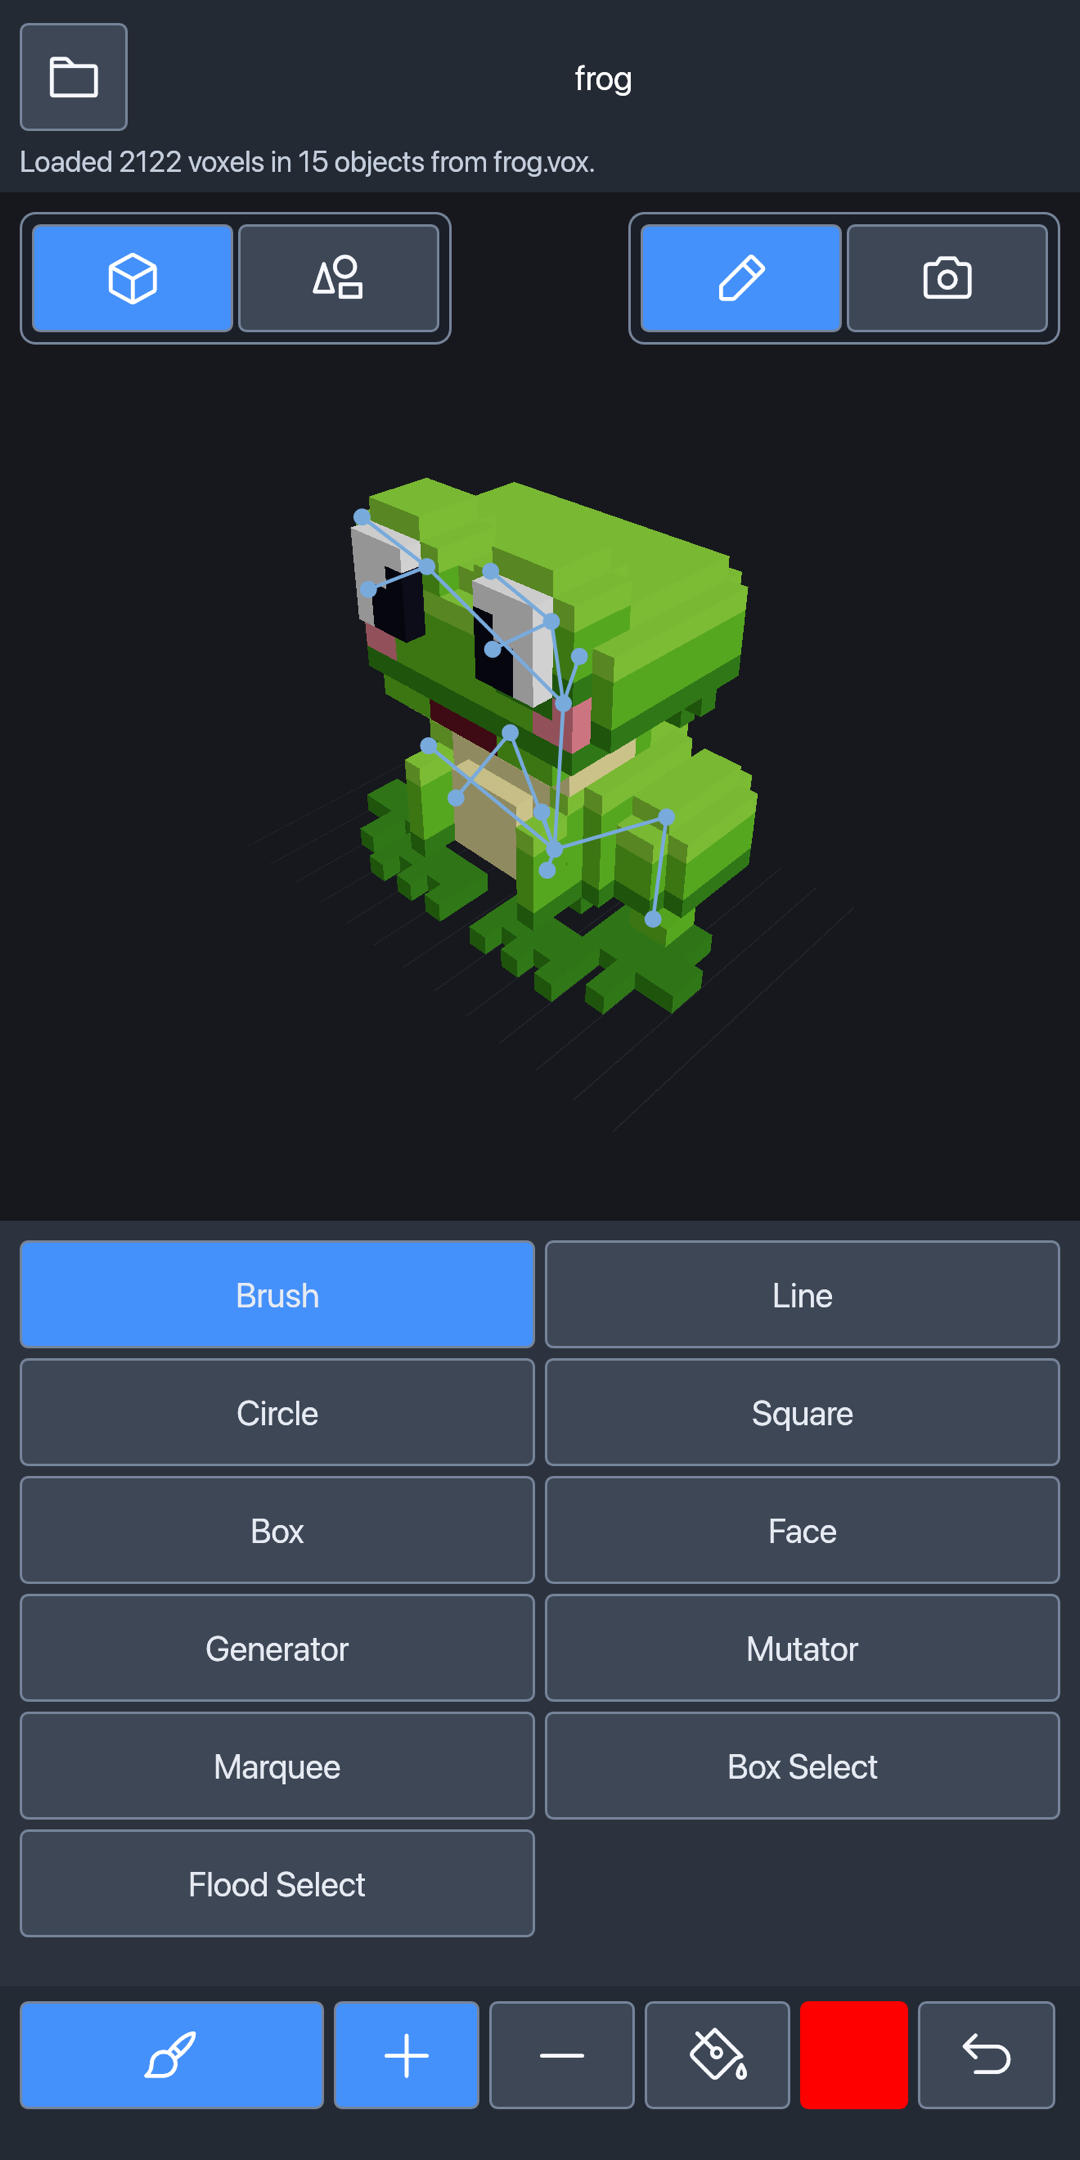 frog
Loaded 2122 voxels in 15 objects from frog.vox.
Brush
Line
Circle
Square
Box
Face
Generator
Mutator
Marquee
Box Select
Flood Select